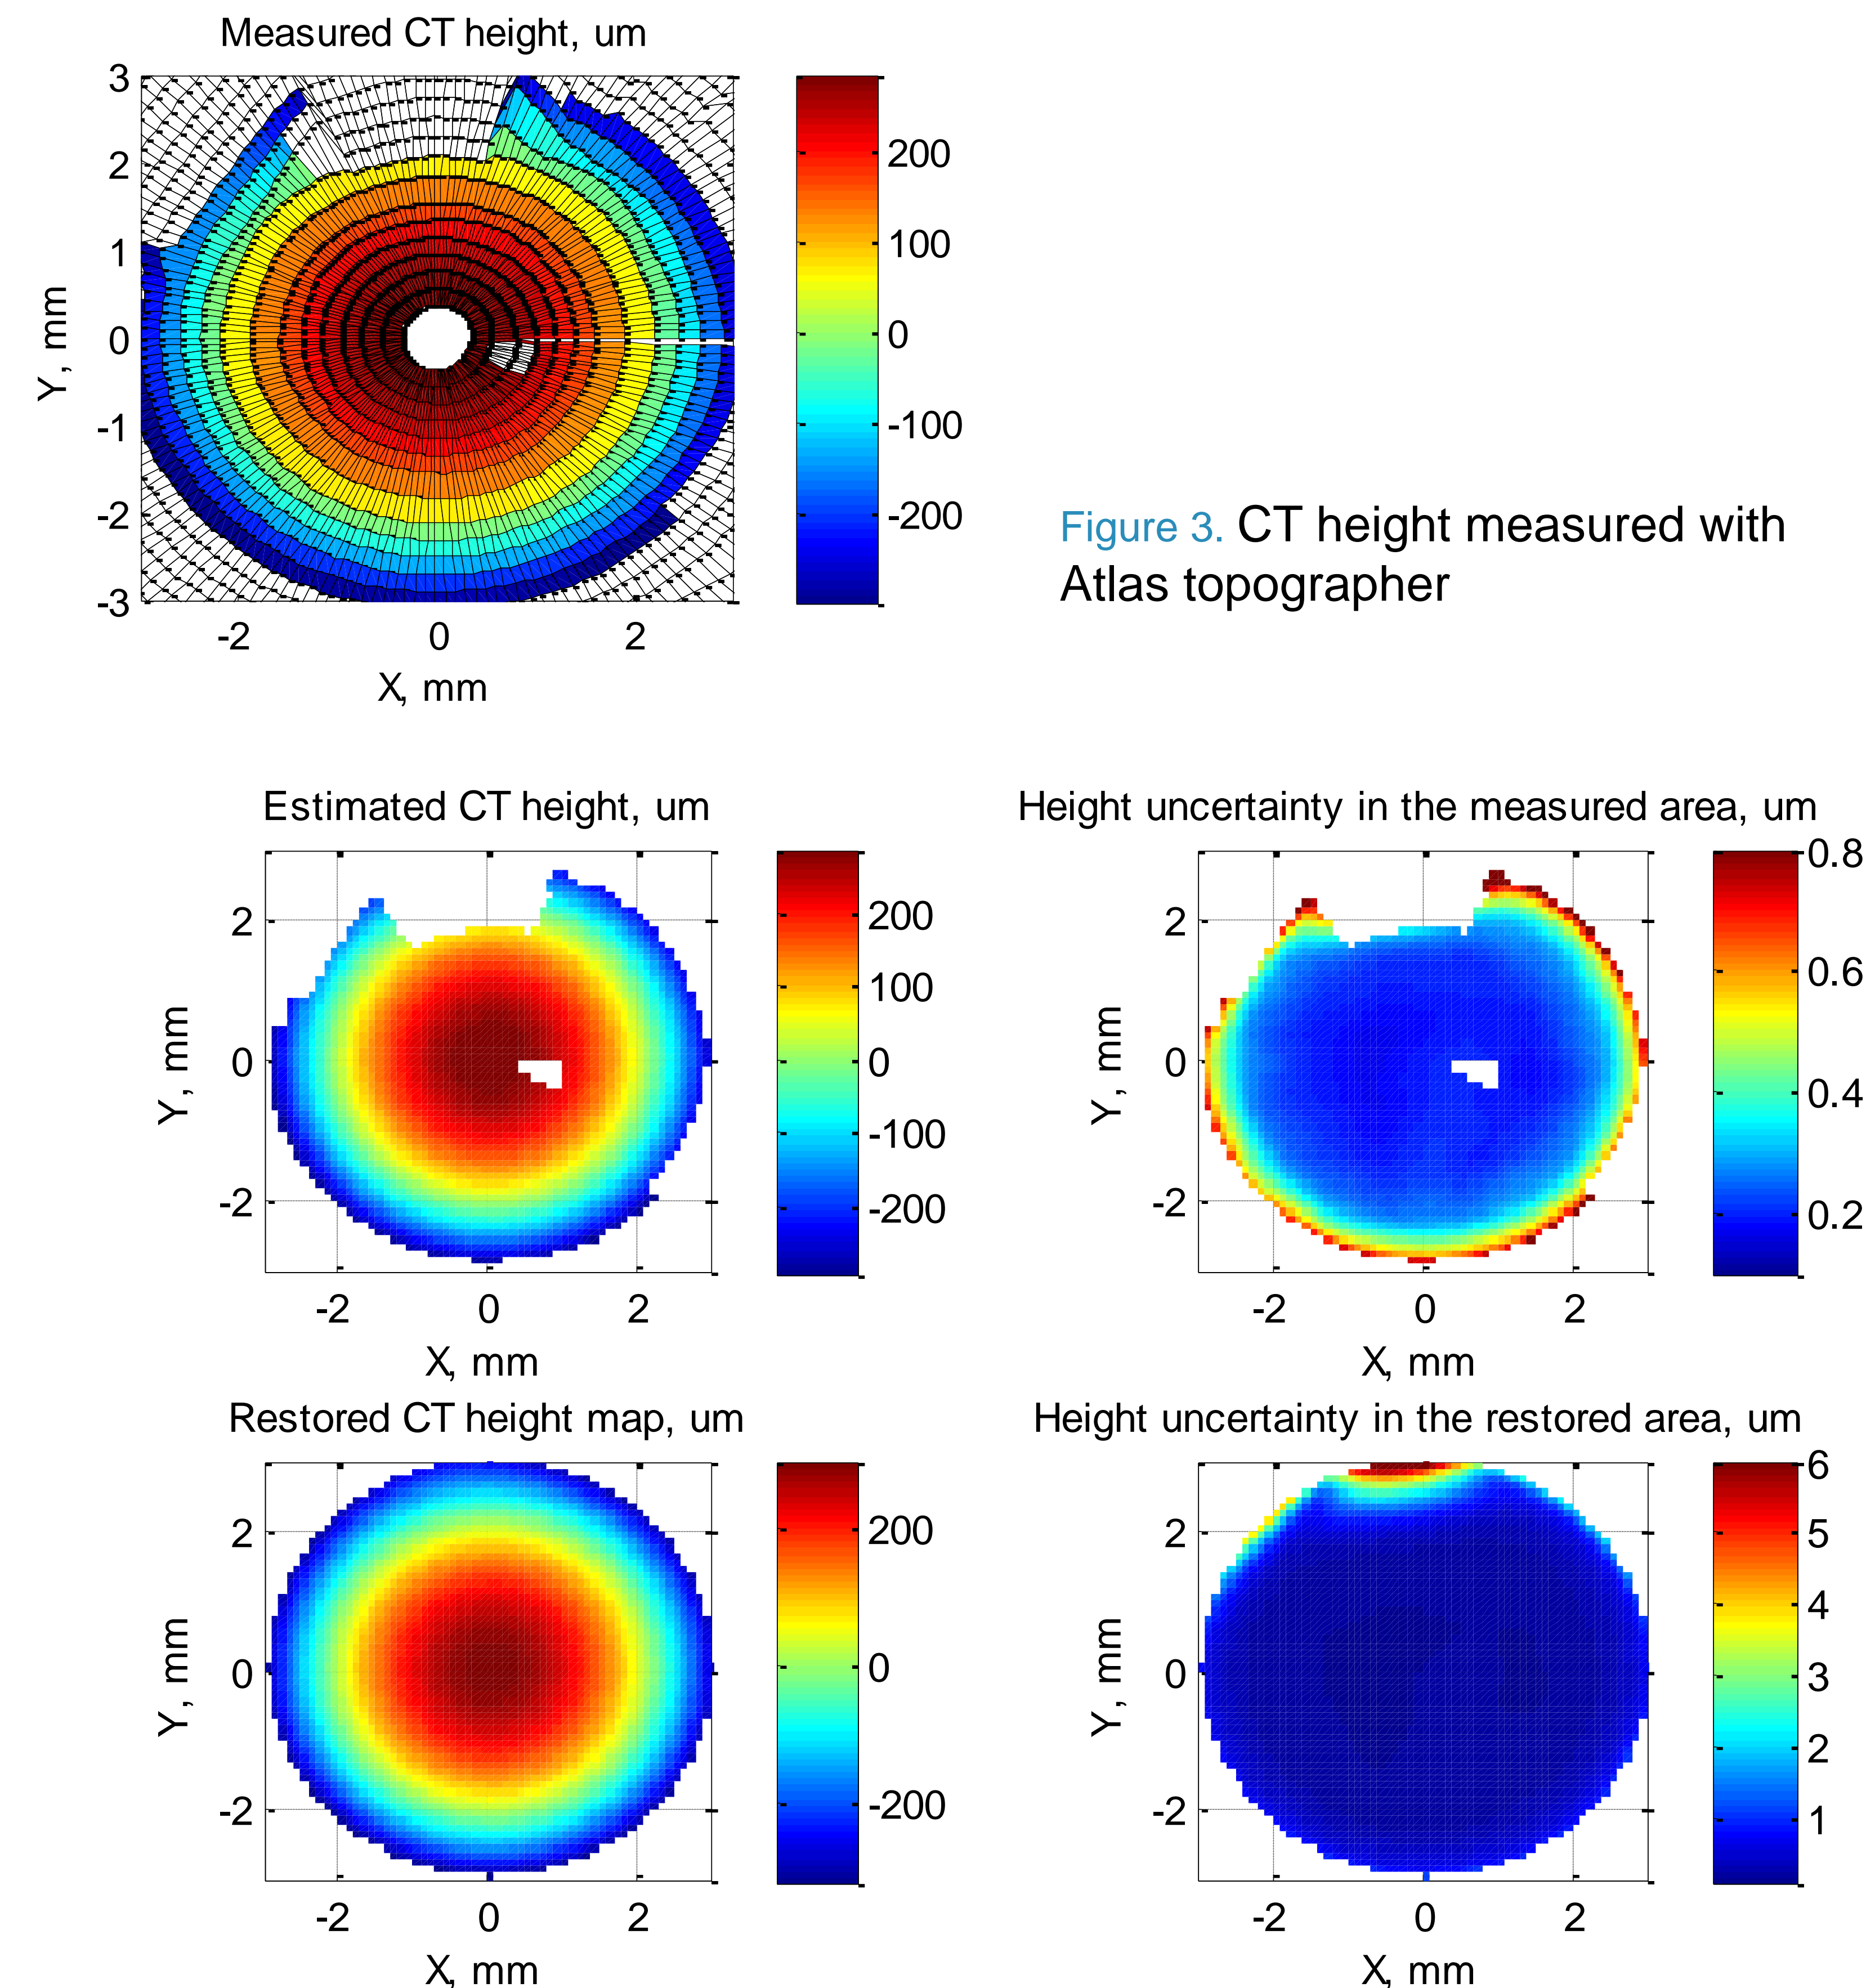 Measured CT height, um
3
2
1
0
-1
-2
-3
Y, mm
-2 0 2
X, mm
200
100
0
-100
-200
Figure 3. CT height measured with
Atlas topographer
Estimated CT height, um
2
0
-2
Y, mm
-2 0 2
X, mm
200
100
0
-100
-200
Height uncertainty in the measured area, um
2
0
-2
Y, mm
-2 0 2
X, mm
0.8
0.6
0.4
0.2
Restored CT height map, um
2
0
-2
Y, mm
-2 0 2
X, mm
200
0
-200
Height uncertainty in the restored area, um
2
0
-2
Y, mm
-2 0 2
X, mm
6
5
4
3
2
1